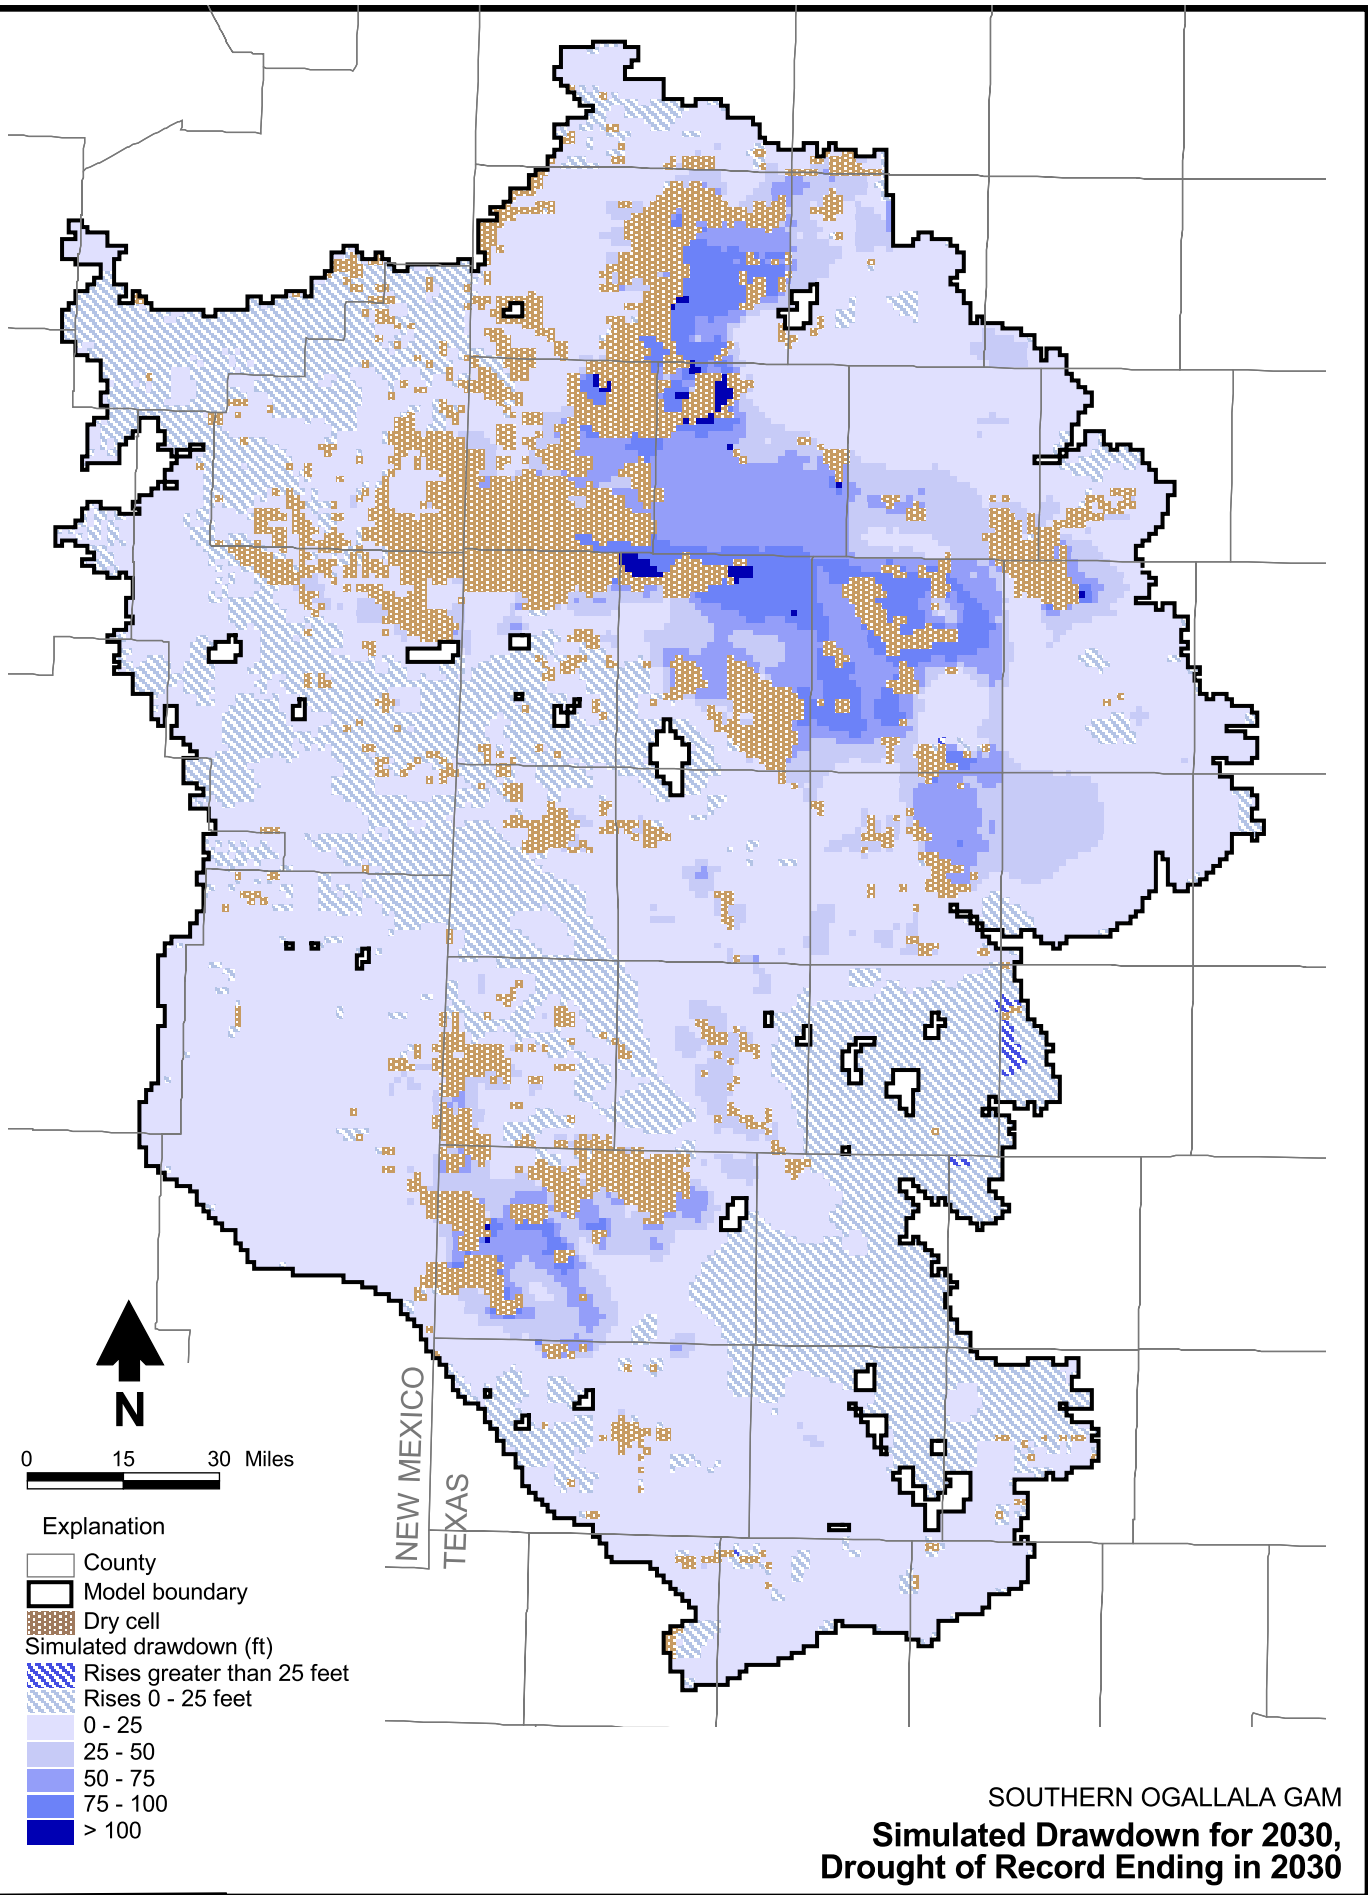 N
0 15 30 Miles
NEW MEXICO
TEXAS
Explanation
County
Model boundary
Dry cell
Simulated drawdown (ft)
Rises greater than 25 feet
Rises 0 - 25 feet
0 - 25
25 - 50
50 - 75
75 - 100
> 100
SOUTHERN OGALLALA GAM
Simulated Drawdown for 2030,
Drought of Record Ending in 2030